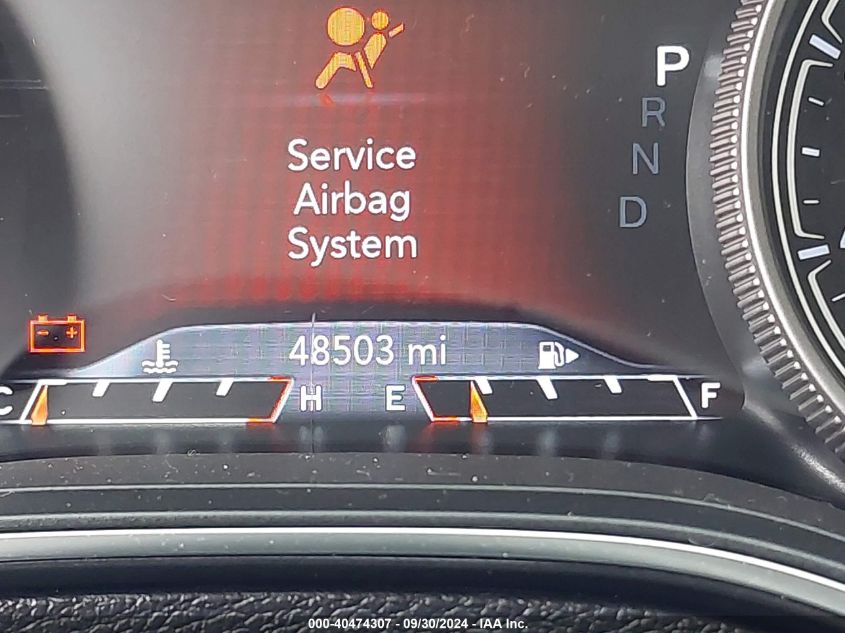 P
R
N
D
Service
Airbag
System
48503 mi
C H E F
000-40474307 - 09/30/2024 - IAA Inc.